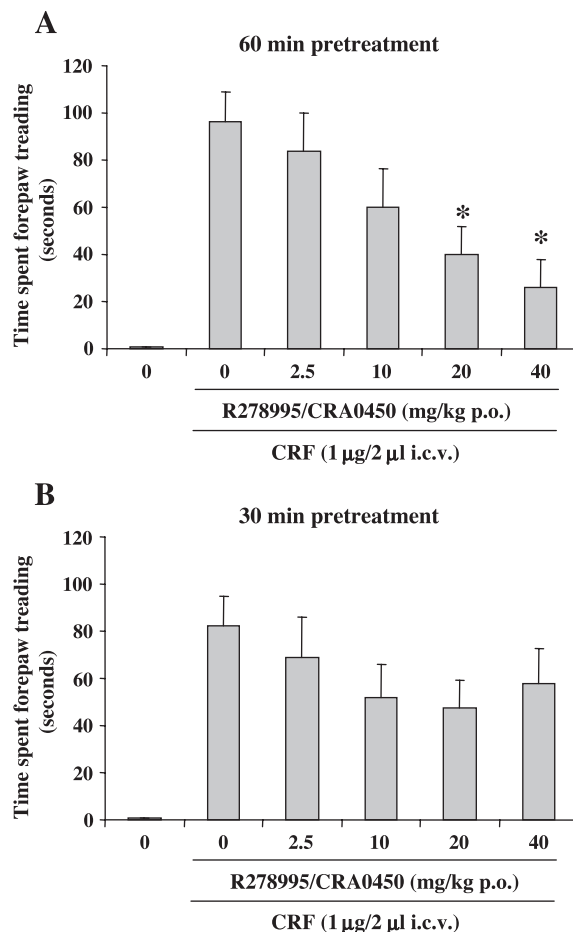 A
60 min pretreatment
Time spent forepaw treading
(seconds)
120
100
80
60
40
20
0
* *
0 0 2.5 10 20 40
R278995/CRA0450 (mg/kg p.o.)
CRF (1 μg/2 μl i.c.v.)
B
30 min pretreatment
Time spent forepaw treading
(seconds)
120
100
80
60
40
20
0
0 0 2.5 10 20 40
R278995/CRA0450 (mg/kg p.o.)
CRF (1 μg/2 μl i.c.v.)